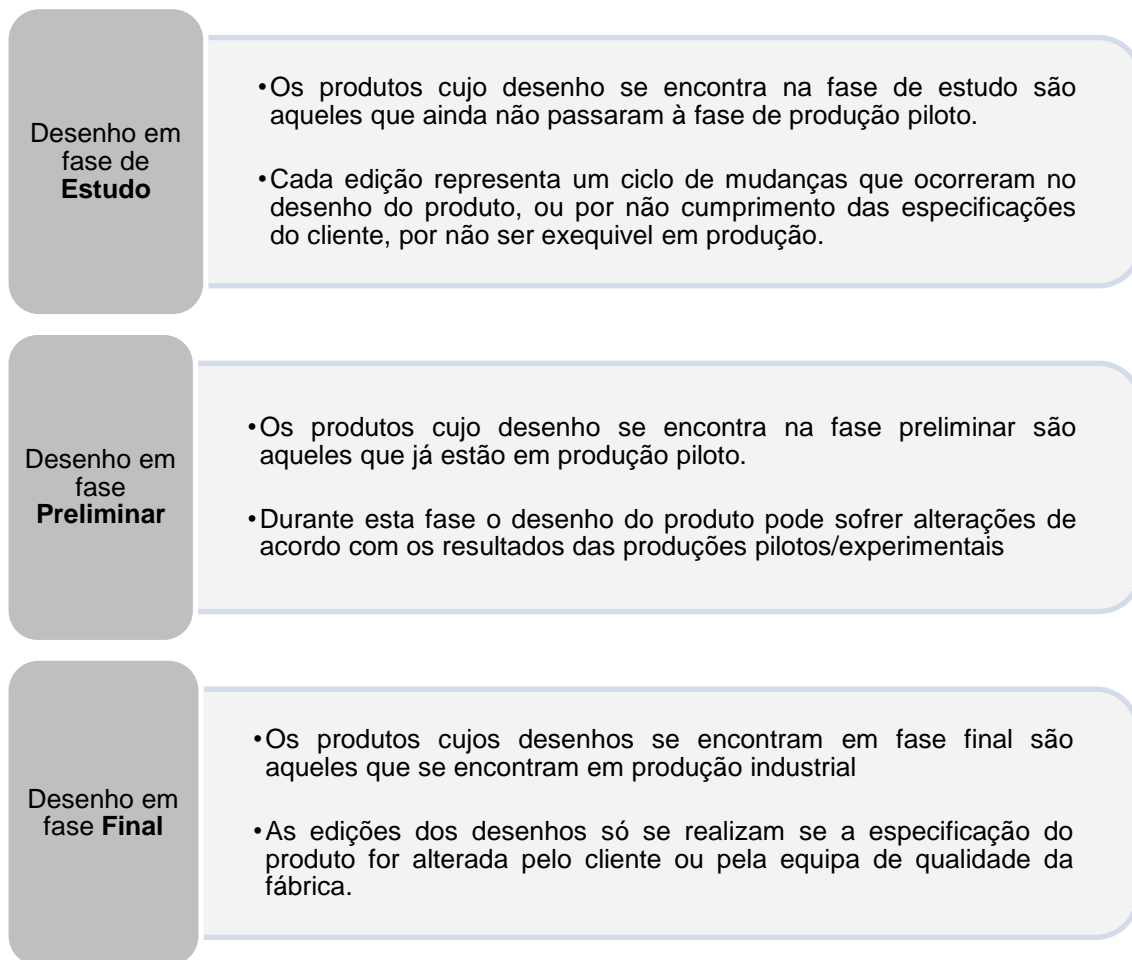 Desenho em
fase de
Estudo
•Os produtos cujo desenho se encontra na fase de estudo são
aqueles que ainda não passaram à fase de produção piloto.
•Cada edição representa um ciclo de mudanças que ocorreram no
desenho do produto, ou por não cumprimento das especificações
do cliente, por não ser exequivel em produção.
Desenho em
fase
Preliminar
•Os produtos cujo desenho se encontra na fase preliminar são
aqueles que já estão em produção piloto.
•Durante esta fase o desenho do produto pode sofrer alterações de
acordo com os resultados das produções pilotos/experimentais
Desenho em
fase Final
•Os produtos cujos desenhos se encontram em fase final são
aqueles que se encontram em produção industrial
•As edições dos desenhos só se realizam se a especificação do
produto for alterada pelo cliente ou pela equipa de qualidade da
fábrica.